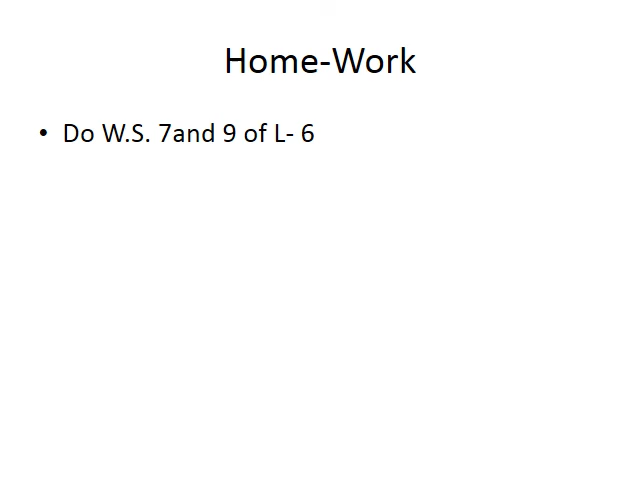 Home-Work
• Do W.S. 7and 9 of L- 6